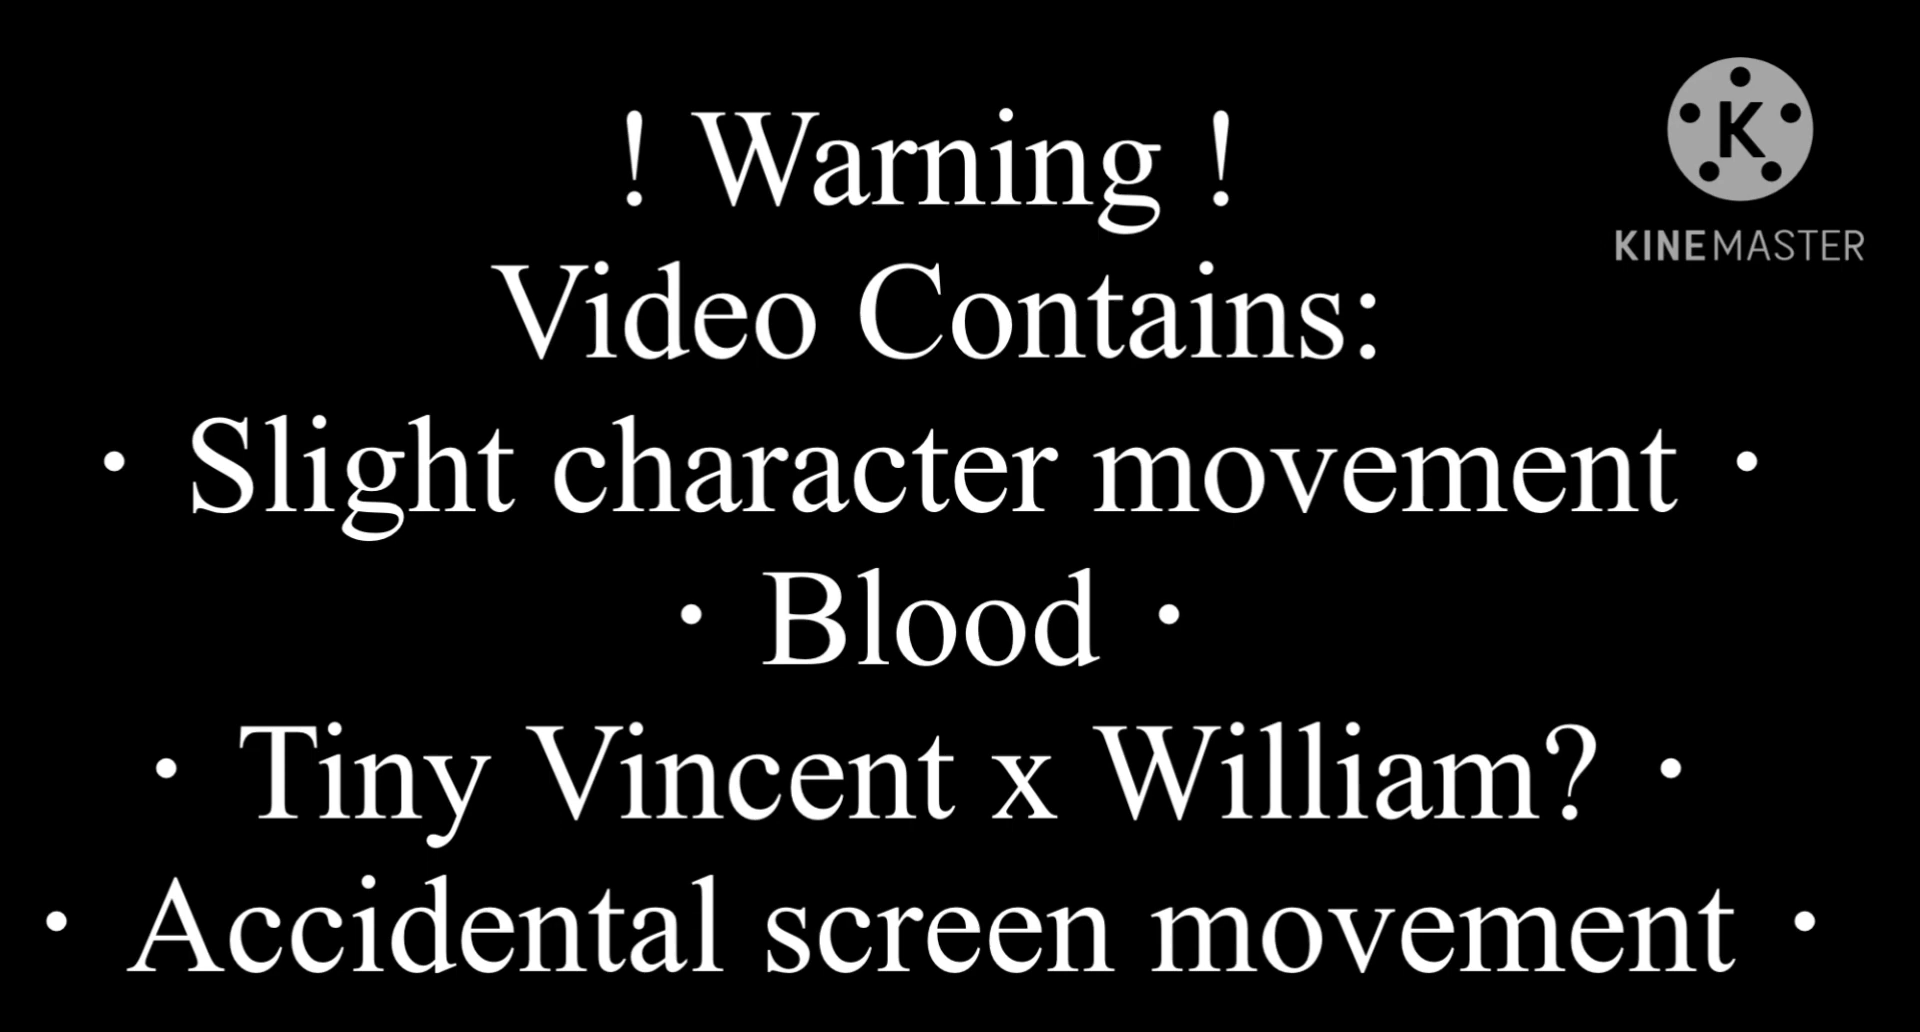 ! Warning !
Video Contains:
• Slight character movement •
• Blood •
• Tiny Vincent x William? •
• Accidental screen movement •
K
KINEMASTER